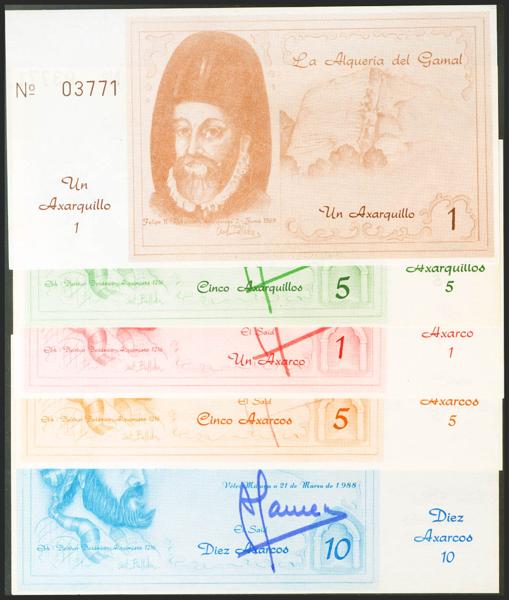 Nº 03771
La Alqueria del Gamal
Un
Axarquillo
1
Un Axarquillo 1
Cinco Axarquillos 5
Axarquillos
5
El Said
Un Axarco 1
Axarco
1
El Said
Cinco Axarcos 5
Axarcos
5
Velez Málaga a 21 de Marzo de 1988
El Said
Diez Axarcos 10
Diez
Axarcos
10